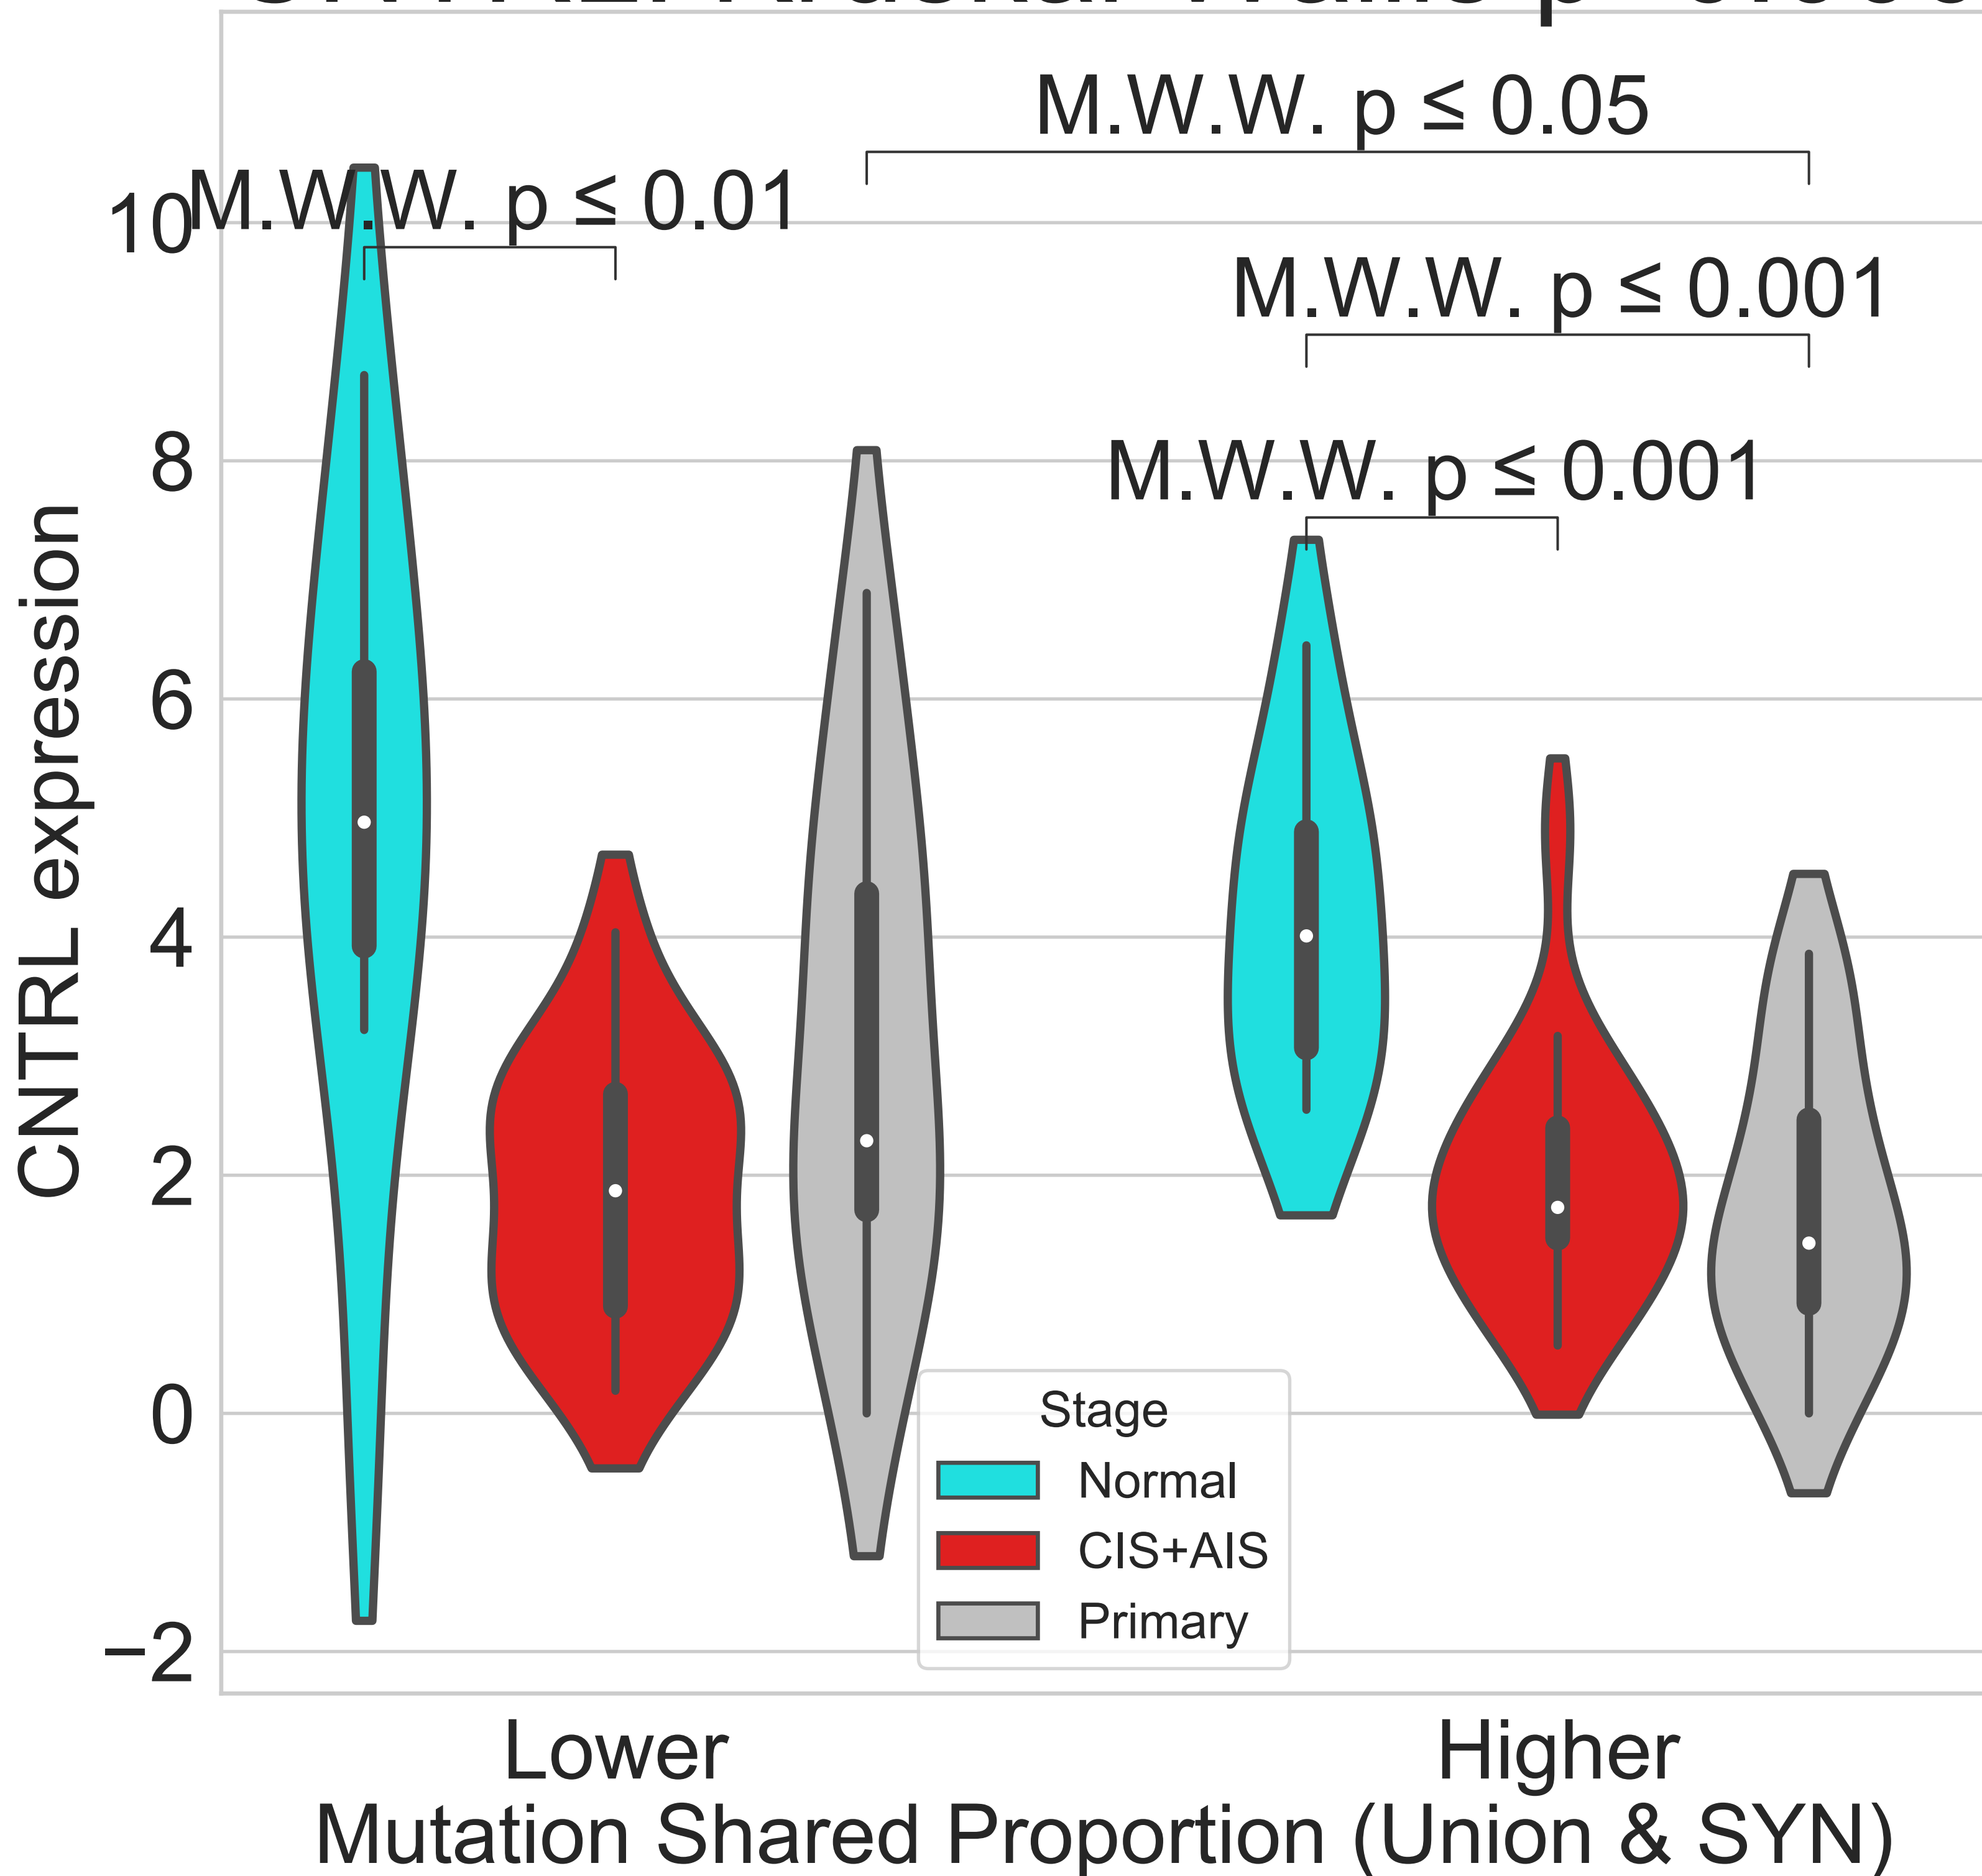 M.W.W. p ≤ 0.05
M.W.W. p ≤ 0.01
M.W.W. p ≤ 0.001
M.W.W. p ≤ 0.001
10
8
6
4
2
0
−2
CNTRL expression
Stage
Normal
CIS+AIS
Primary
Lower
Higher
Mutation Shared Proportion (Union & SYN)